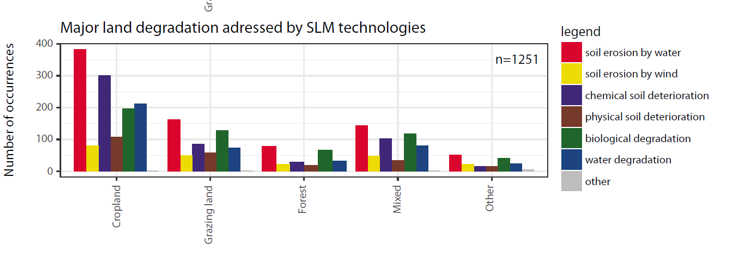 Gr
Major land degradation adressed by SLM technologies
Number of occurrences
400
300
200
100
0
n=1251
Cropland
Grazing land
Forest
Mixed
Other
legend
soil erosion by water
soil erosion by wind
chemical soil deterioration
physical soil deterioration
biological degradation
water degradation
other